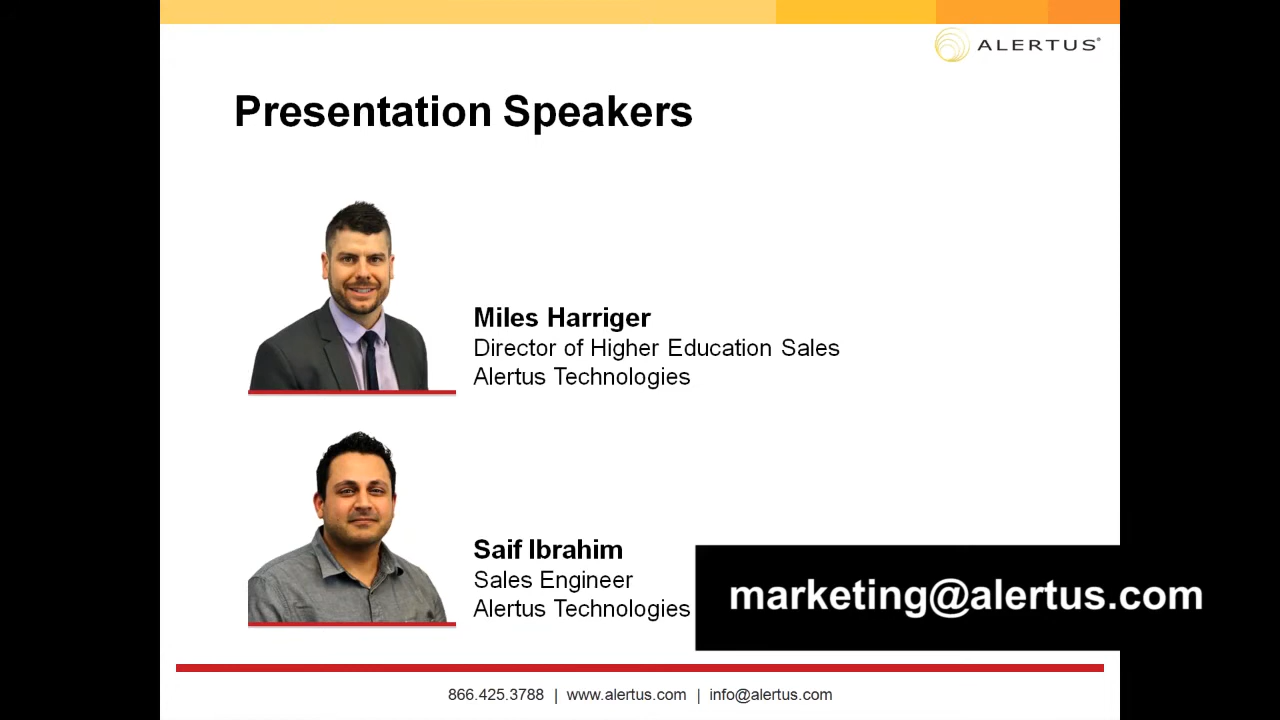 ALERTUS®
Presentation Speakers
Miles Harriger
Director of Higher Education Sales
Alertus Technologies
Saif Ibrahim
Sales Engineer
Alertus Technologies
marketing@alertus.com
866.425.3788 | www.alertus.com | info@alertus.com